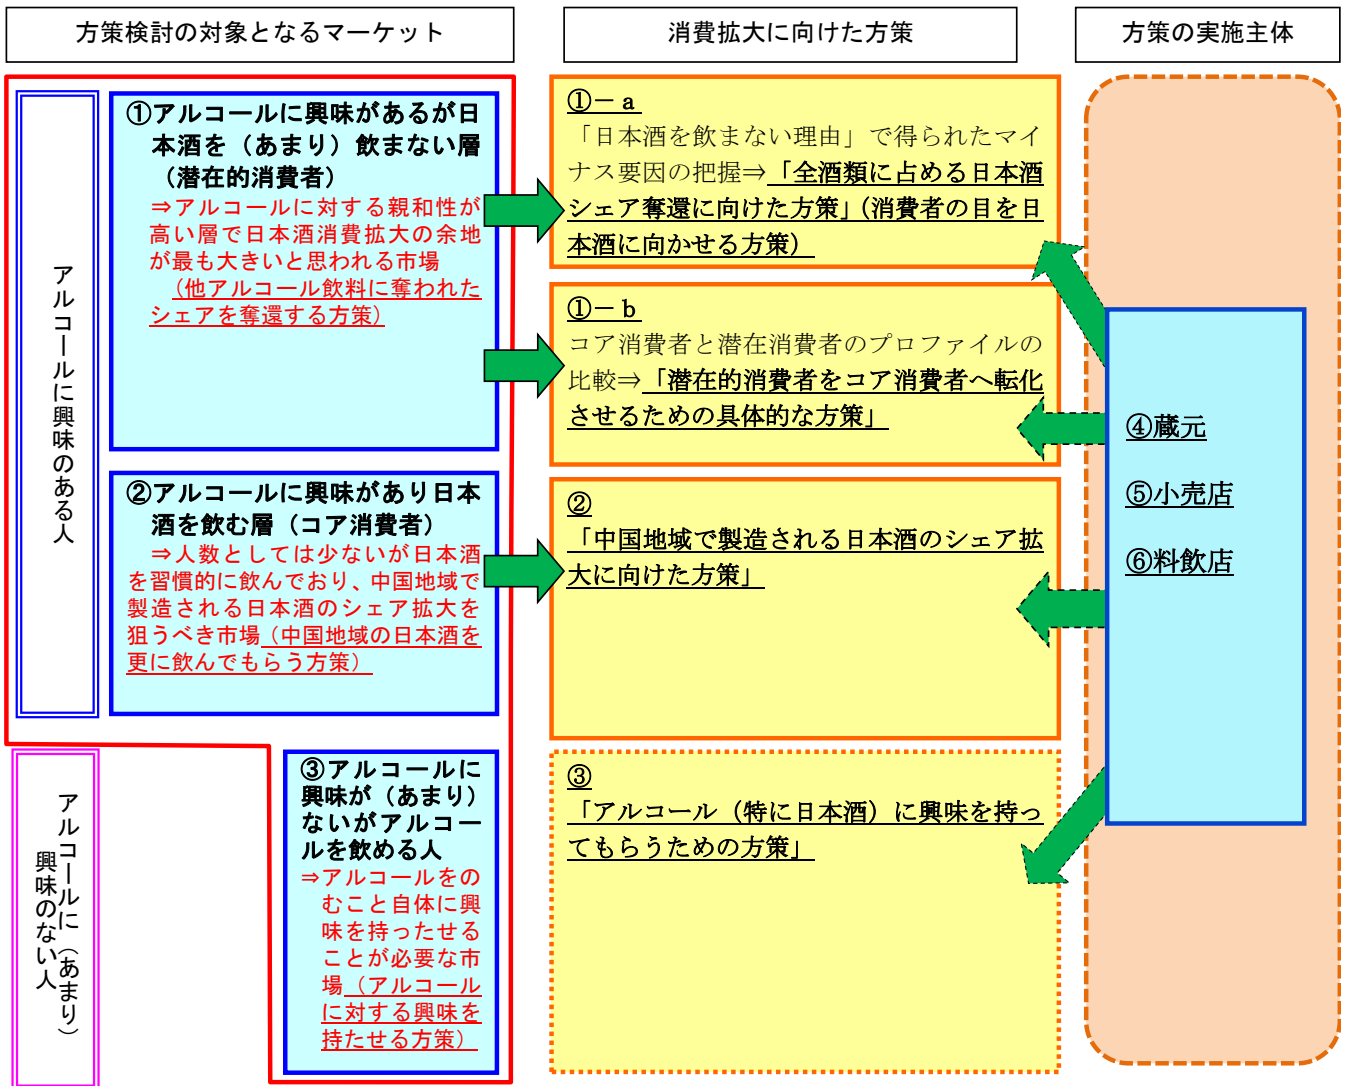 方策検討の対象となるマーケット
消費拡大に向けた方策
方策の実施主体
アルコールに興味のある人
①アルコールに興味があるが日
本酒を（あまり）飲まない層
（潜在的消費者）
⇒アルコールに対する親和性が
高い層で日本酒消費拡大の余地
が最も大きいと思われる市場
（他アルコール飲料に奪われた
シェアを奪還する方策）
②アルコールに興味があり日本
酒を飲む層（コア消費者）
⇒人数としては少ないが日本酒
を習慣的に飲んでおり、中国地域で
製造される日本酒のシェア拡大を
狙うべき市場（中国地域の日本酒を
更に飲んでもらう方策）
アルコールに（あまり）
興味のない人
③アルコールに
興味が（あまり）
ないがアルコー
ルを飲める人
⇒アルコールをの
むこと自体に興
味を持ったせる
ことが必要な市
場（アルコール
に対する興味を
持たせる方策）
①－a
「日本酒を飲まない理由」で得られたマイ
ナス要因の把握⇒「全酒類に占める日本酒
シェア奪還に向けた方策」（消費者の目を日
本酒に向かせる方策）
①－b
コア消費者と潜在消費者のプロファイルの
比較⇒「潜在的消費者をコア消費者へ転化
させるための具体的な方策」
②
「中国地域で製造される日本酒のシェア拡
大に向けた方策」
③
「アルコール（特に日本酒）に興味を持っ
てもらうための方策」
④蔵元
⑤小売店
⑥料飲店